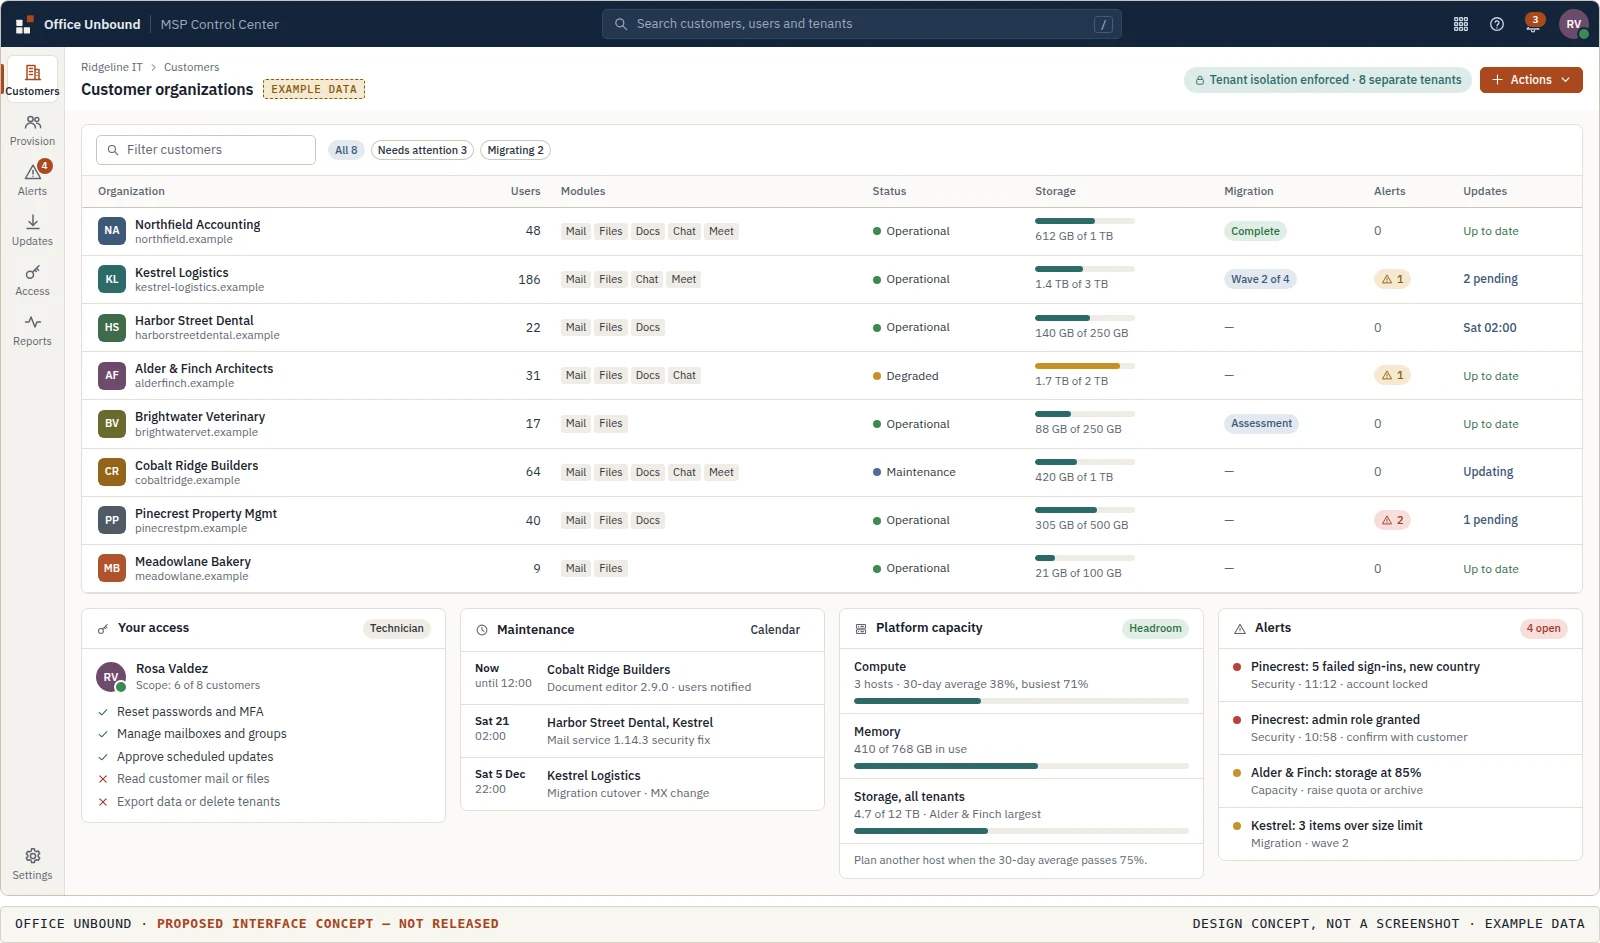 Office Unbound | MSP Control Center
Search customers, users and tenants /
3
RV
Customers
Provision
4
Alerts
Updates
Access
Reports
Settings
Ridgeline IT > Customers
Customer organizations EXAMPLE DATA
Tenant isolation enforced · 8 separate tenants
+ Actions
Filter customers
All 8 Needs attention 3 Migrating 2
Organization Users Modules Status Storage Migration Alerts Updates
NA Northfield Accounting 48 Mail Files Docs Chat Meet Operational 612 GB of 1 TB Complete 0 Up to date
northfield.example
KL Kestrel Logistics 186 Mail Files Chat Meet Operational 1.4 TB of 3 TB Wave 2 of 4 1 2 pending
kestrel-logistics.example
HS Harbor Street Dental 22 Mail Files Docs Operational 140 GB of 250 GB — 0 Sat 02:00
harborstreetdental.example
AF Alder & Finch Architects 31 Mail Files Docs Chat Degraded 1.7 TB of 2 TB — 1 Up to date
alderfinch.example
BV Brightwater Veterinary 17 Mail Files Operational 88 GB of 250 GB Assessment 0 Up to date
brightwatervet.example
CR Cobalt Ridge Builders 64 Mail Files Docs Chat Meet Maintenance 420 GB of 1 TB — 0 Updating
cobaltridge.example
PP Pinecrest Property Mgmt 40 Mail Files Docs Operational 305 GB of 500 GB — 2 1 pending
pinecrestpm.example
MB Meadowlane Bakery 9 Mail Files Operational 21 GB of 100 GB — 0 Up to date
meadowlane.example
Your access Technician
RV Rosa Valdez
Scope: 6 of 8 customers
Reset passwords and MFA
Manage mailboxes and groups
Approve scheduled updates
Read customer mail or files
Export data or delete tenants
Maintenance Calendar
Now Cobalt Ridge Builders
until 12:00 Document editor 2.9.0 · users notified
Sat 21 Harbor Street Dental, Kestrel
02:00 Mail service 1.14.3 security fix
Sat 5 Dec Kestrel Logistics
22:00 Migration cutover · MX change
Platform capacity Headroom
Compute
3 hosts · 30-day average 38%, busiest 71%
Memory
410 of 768 GB in use
Storage, all tenants
4.7 of 12 TB · Alder & Finch largest
Plan another host when the 30-day average passes 75%.
Alerts 4 open
Pinecrest: 5 failed sign-ins, new country
Security · 11:12 · account locked
Pinecrest: admin role granted
Security · 10:58 · confirm with customer
Alder & Finch: storage at 85%
Capacity · raise quota or archive
Kestrel: 3 items over size limit
Migration · wave 2
OFFICE UNBOUND · PROPOSED INTERFACE CONCEPT — NOT RELEASED
DESIGN CONCEPT, NOT A SCREENSHOT · EXAMPLE DATA